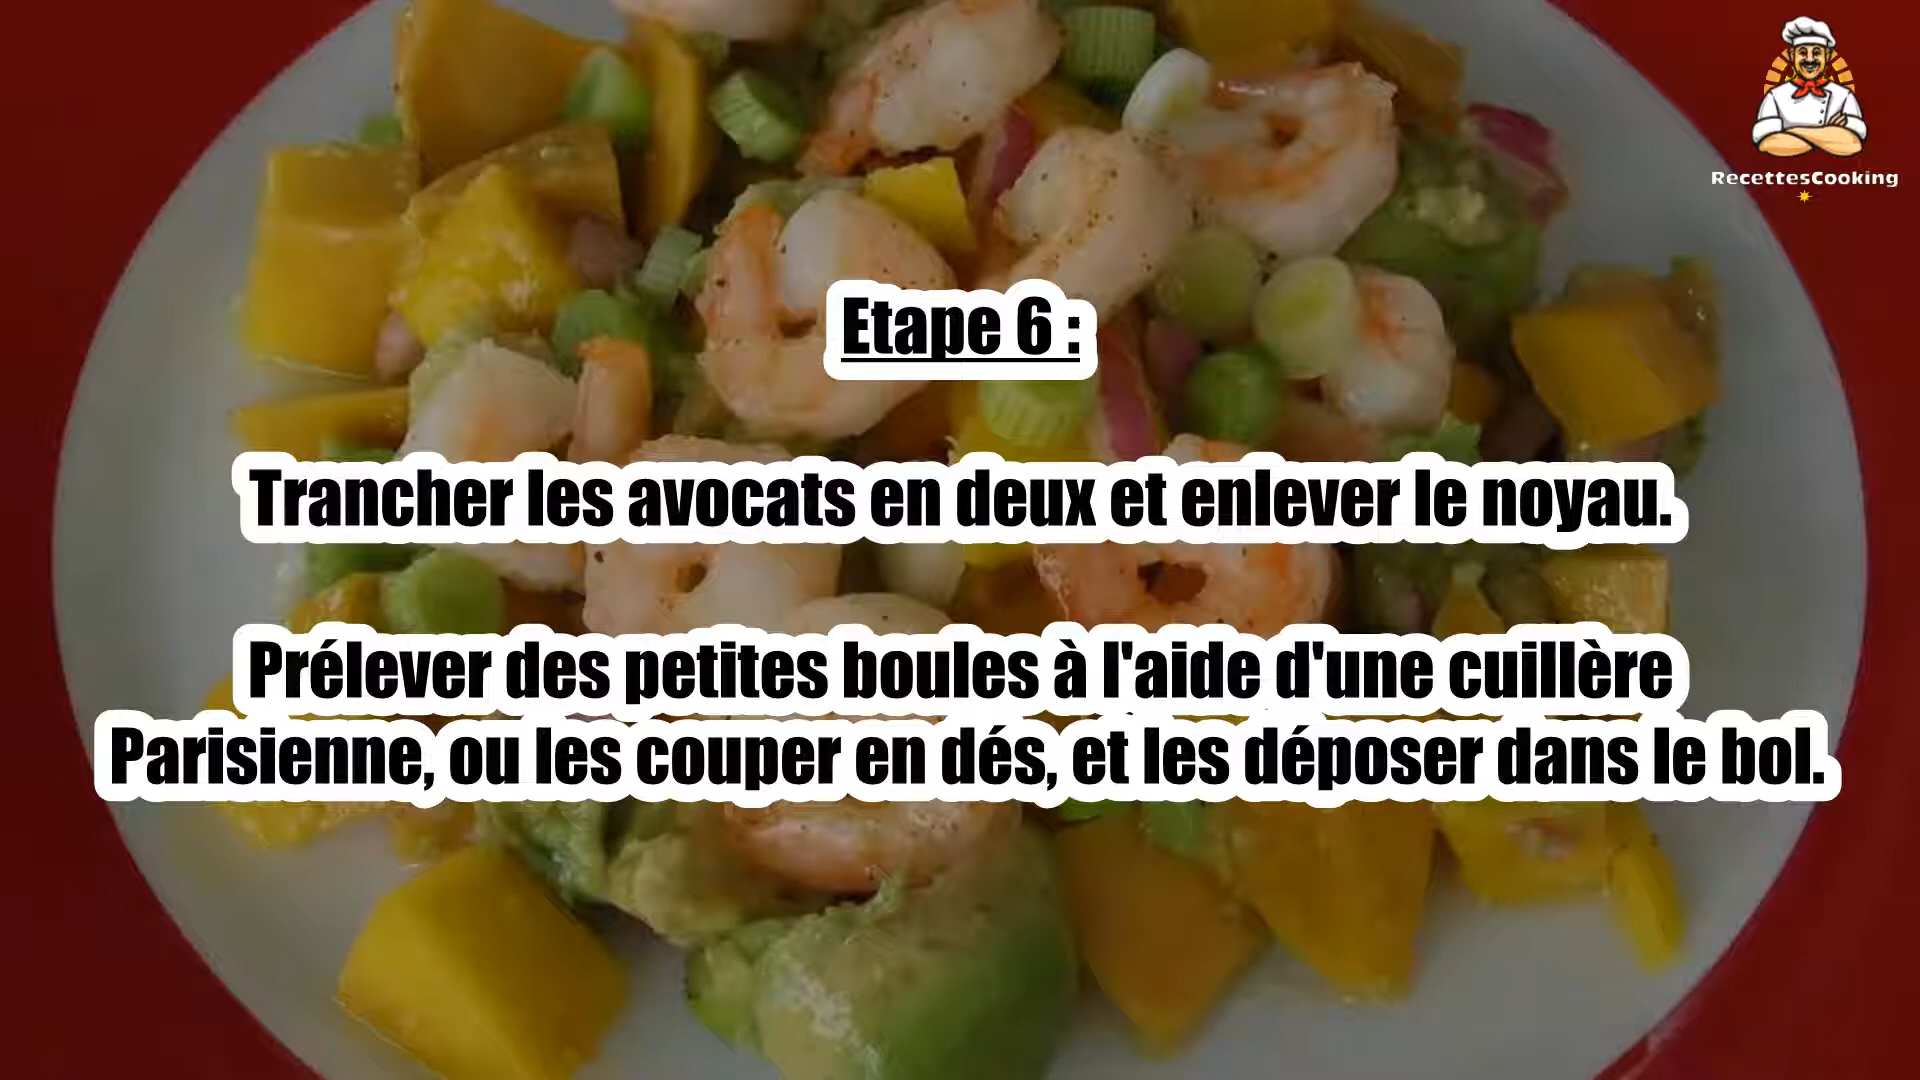 RecettesCooking
Etape 6 :
Trancher les avocats en deux et enlever le noyau.
Prélever des petites boules à l'aide d'une cuillère
Parisienne, ou les couper en dés, et les déposer dans le bol.